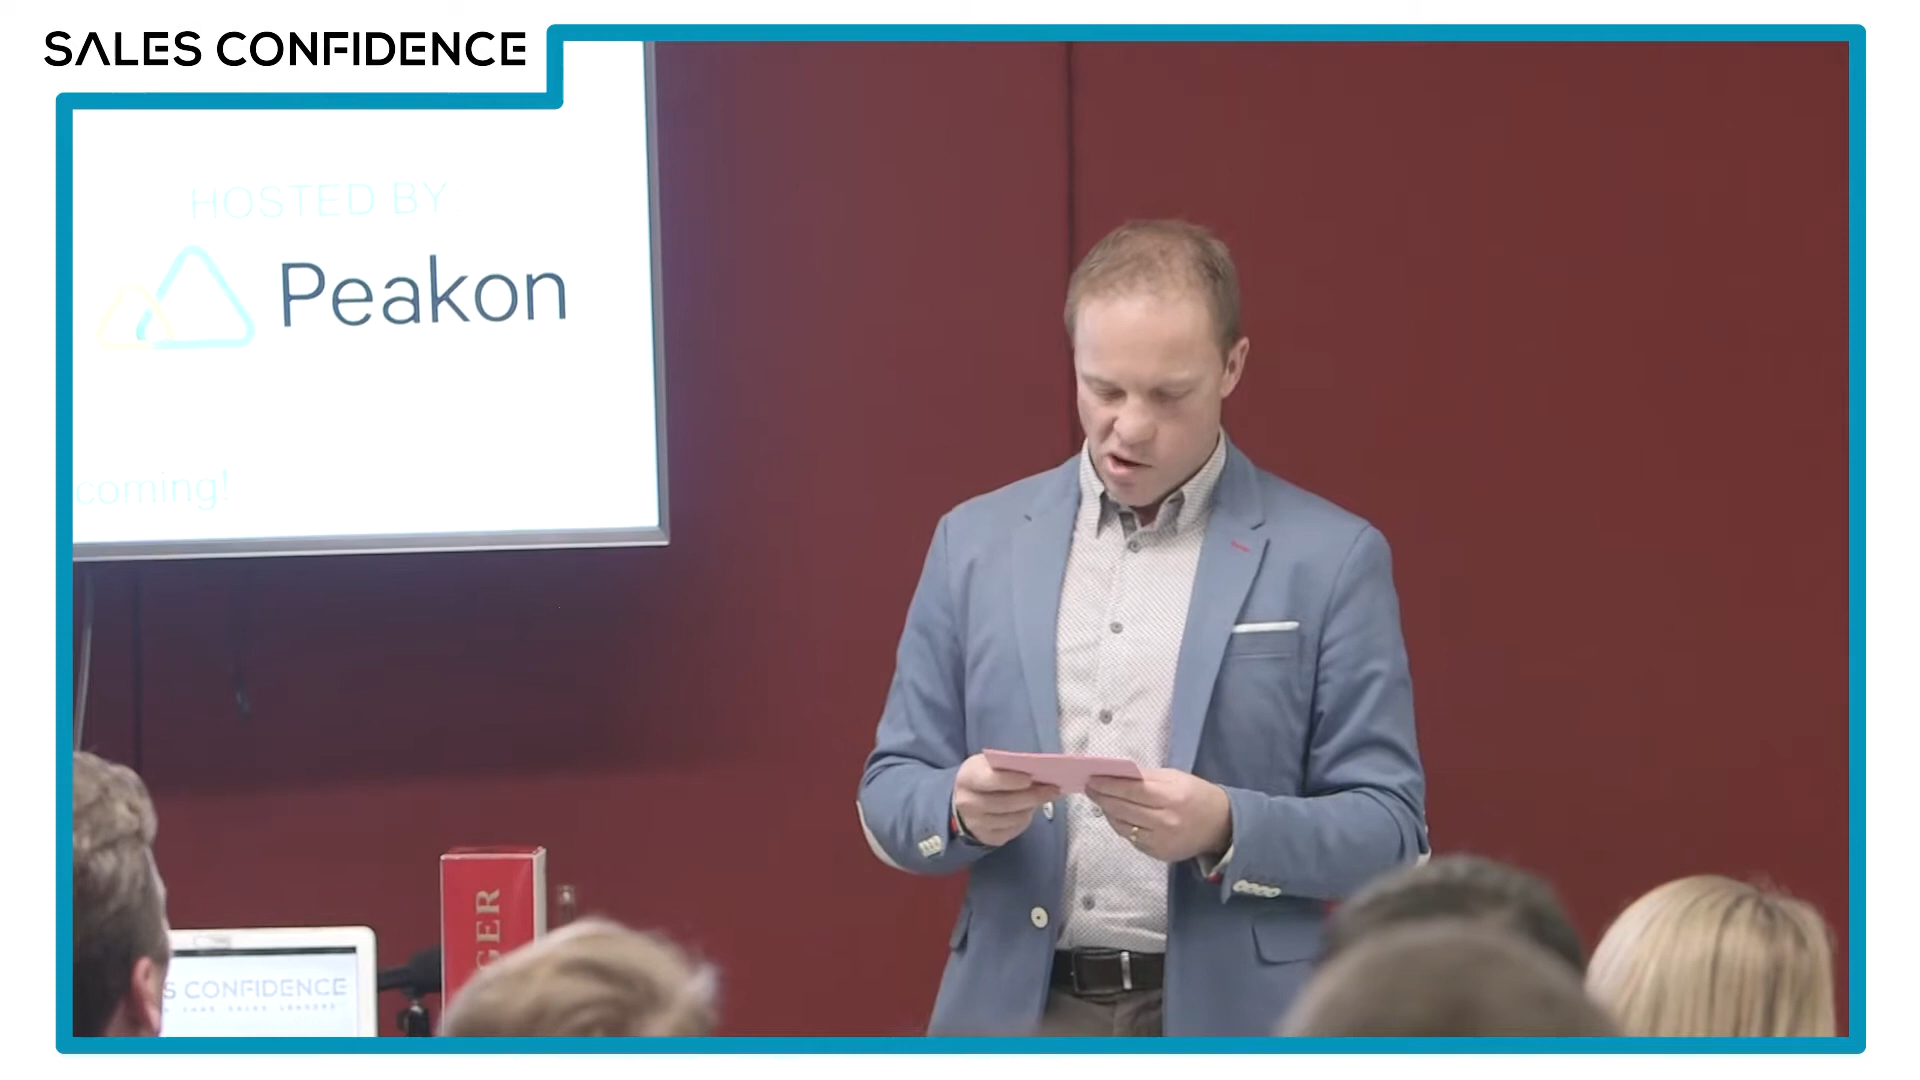 SALES CONFIDENCE
HOSTED BY
Peakon
coming!
GER
S CONFIDENCE